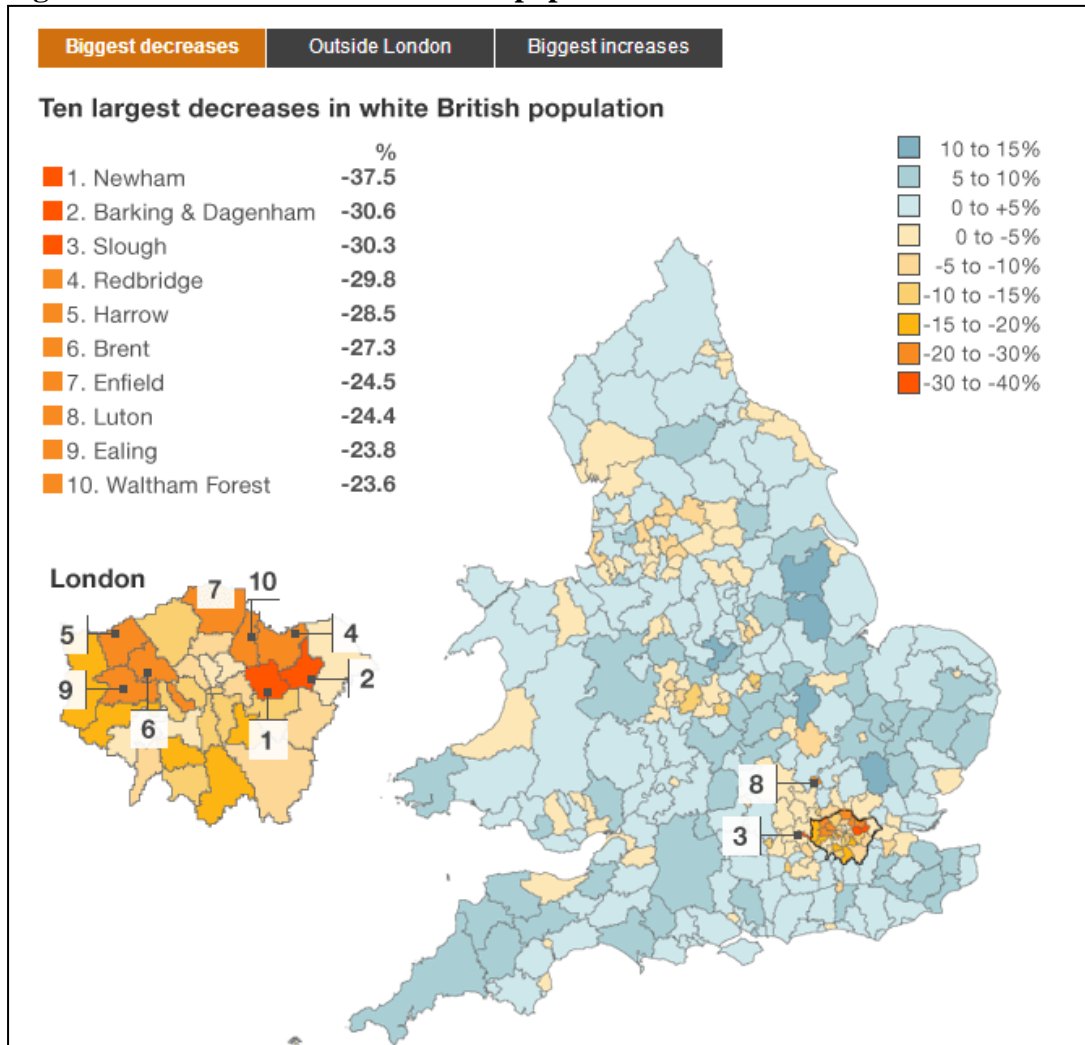 Biggest decreases
Outside London
Biggest increases
Ten largest decreases in white British population
%
1. Newham -37.5
2. Barking & Dagenham -30.6
3. Slough -30.3
4. Redbridge -29.8
5. Harrow -28.5
6. Brent -27.3
7. Enfield -24.5
8. Luton -24.4
9. Ealing -23.8
10. Waltham Forest -23.6
10 to 15%
5 to 10%
0 to +5%
0 to -5%
-5 to -10%
-10 to -15%
-15 to -20%
-20 to -30%
-30 to -40%
London
7
10
5
4
9
2
6
1
8
3